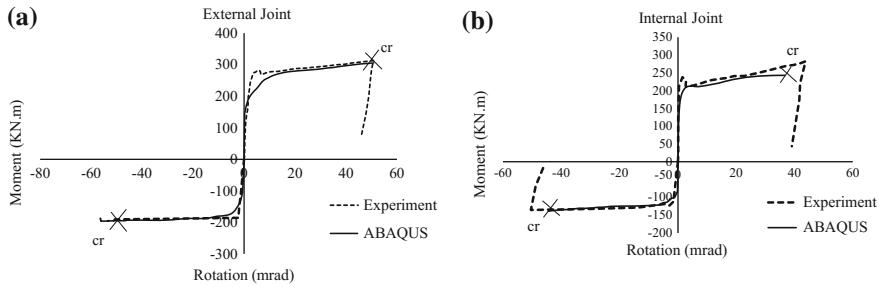 (a)
External Joint
400
300
200
100
0
-100
-200
-300
-80
-60
-40
-20
0
20
40
60
cr
cr
Moment (KN.m)
Rotation (mrad)
Experiment
ABAQUS
(b)
Internal Joint
350
300
250
200
150
100
50
0
-50
-100
-150
-200
-60
-40
-20
0
20
40
60
cr
cr
Moment (KN.m)
Rotation (mrad)
Experiment
ABAQUS